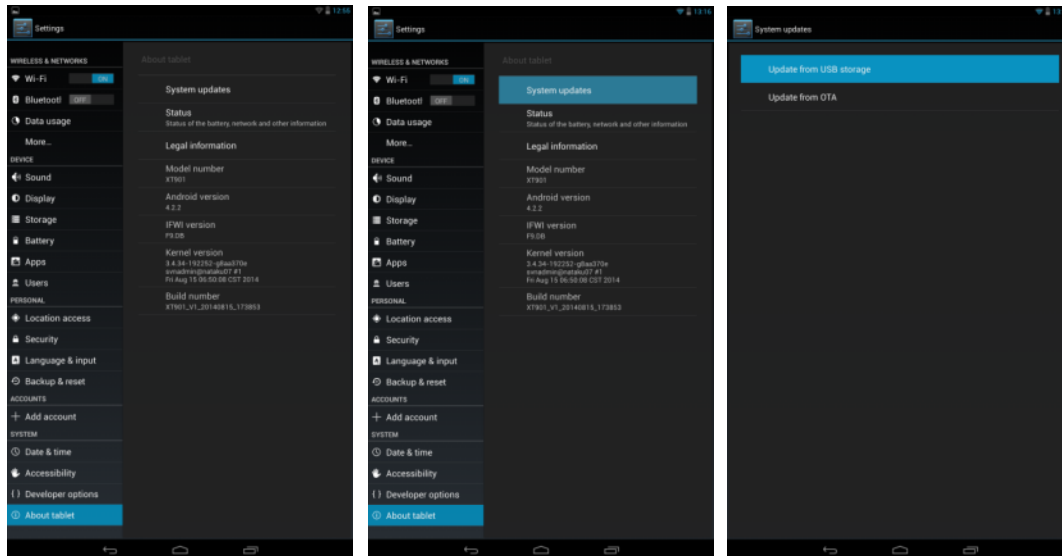 12:55
Settings
WIRELESS & NETWORKS
Wi-Fi ON
Bluetooth OFF
Data usage
More...
DEVICE
Sound
Display
Storage
Battery
Apps
Users
PERSONAL
Location access
Security
Language & input
Backup & reset
ACCOUNTS
Add account
SYSTEM
Date & time
Accessibility
Developer options
About tablet
About tablet
System updates
Status
Status of the battery, network and other information
Legal information
Model number
XT901
Android version
4.2.2
IFWI version
F9.DB
Kernel version
3.4.34-192252-g8aa370e
svnadmin@nataku07 #1
Fri Aug 15 06:50:08 CST 2014
Build number
XT901_V1_20140815_173853
13:16
Settings
WIRELESS & NETWORKS
Wi-Fi ON
Bluetooth OFF
Data usage
More...
DEVICE
Sound
Display
Storage
Battery
Apps
Users
PERSONAL
Location access
Security
Language & input
Backup & reset
ACCOUNTS
Add account
SYSTEM
Date & time
Accessibility
Developer options
About tablet
About tablet
System updates
Status
Status of the battery, network and other information
Legal information
Model number
XT901
Android version
4.2.2
IFWI version
F9.DB
Kernel version
3.4.34-192252-g8aa370e
svnadmin@nataku07 #1
Fri Aug 15 06:50:08 CST 2014
Build number
XT901_V1_20140815_173853
13
System updates
Update from USB storage
Update from OTA